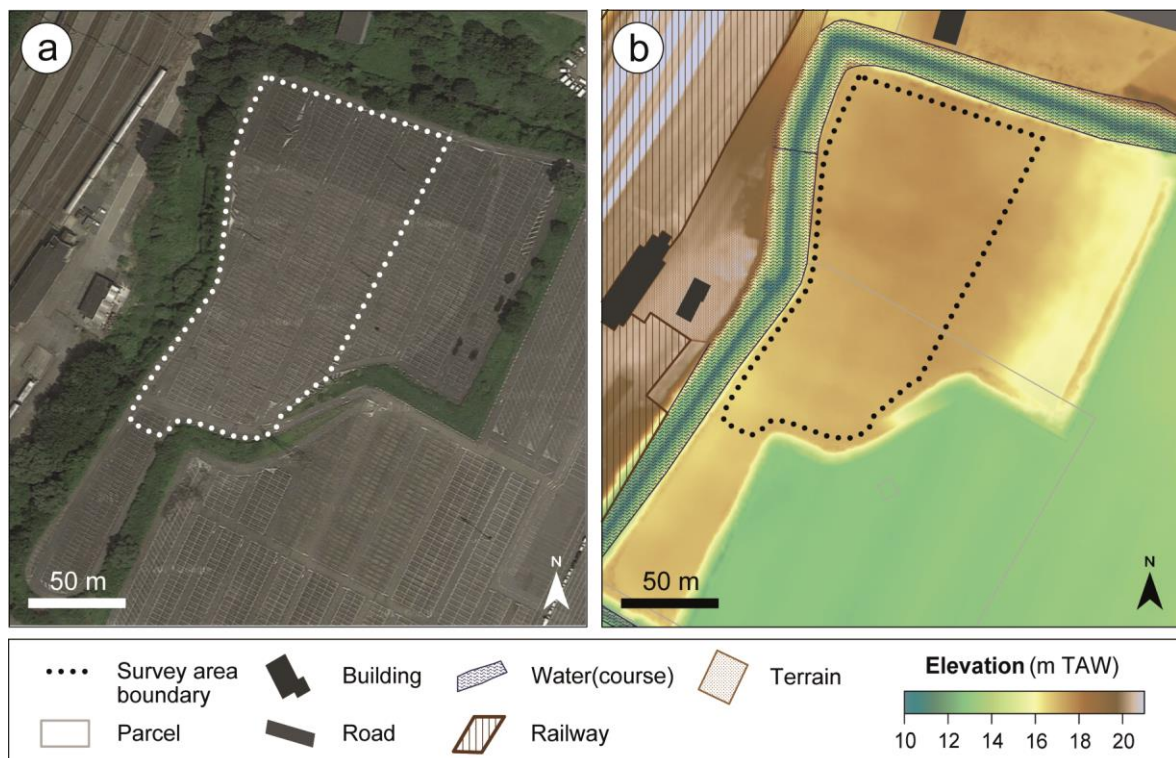 a
b
N
50 m
N
50 m
Survey area
boundary
Building
Water(course)
Terrain
Parcel
Road
Railway
Elevation (m TAW)
10 12 14 16 18 20